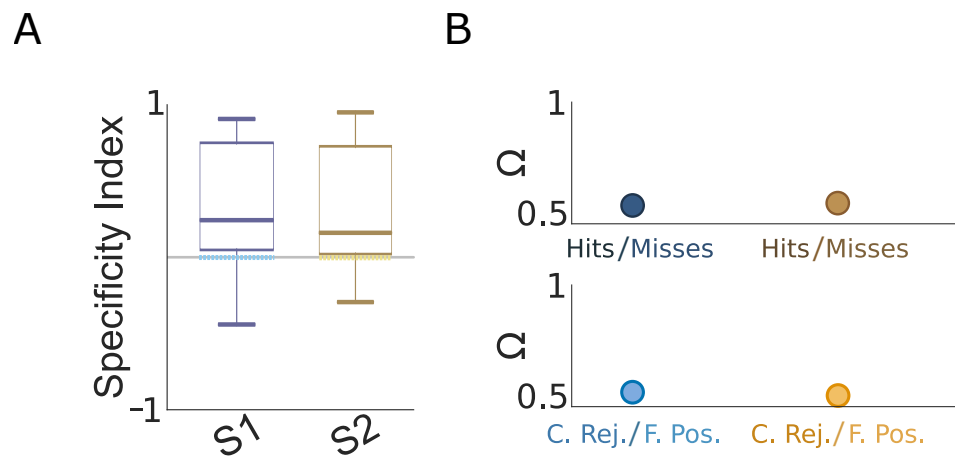 A
1
Specificity Index
-1
S1
S2
B
1
Ω
0.5
Hits/Misses
Hits/Misses
1
Ω
0.5
C. Rej./F. Pos.
C. Rej./F. Pos.